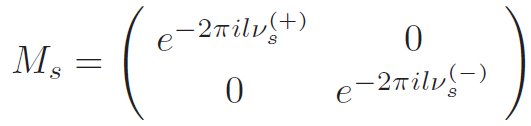 $M_s = \begin{pmatrix} e^{-2\pi i l \nu_s^{(+)}} & 0 \\ 0 & e^{-2\pi i l \nu_s^{(-)}} \end{pmatrix}$